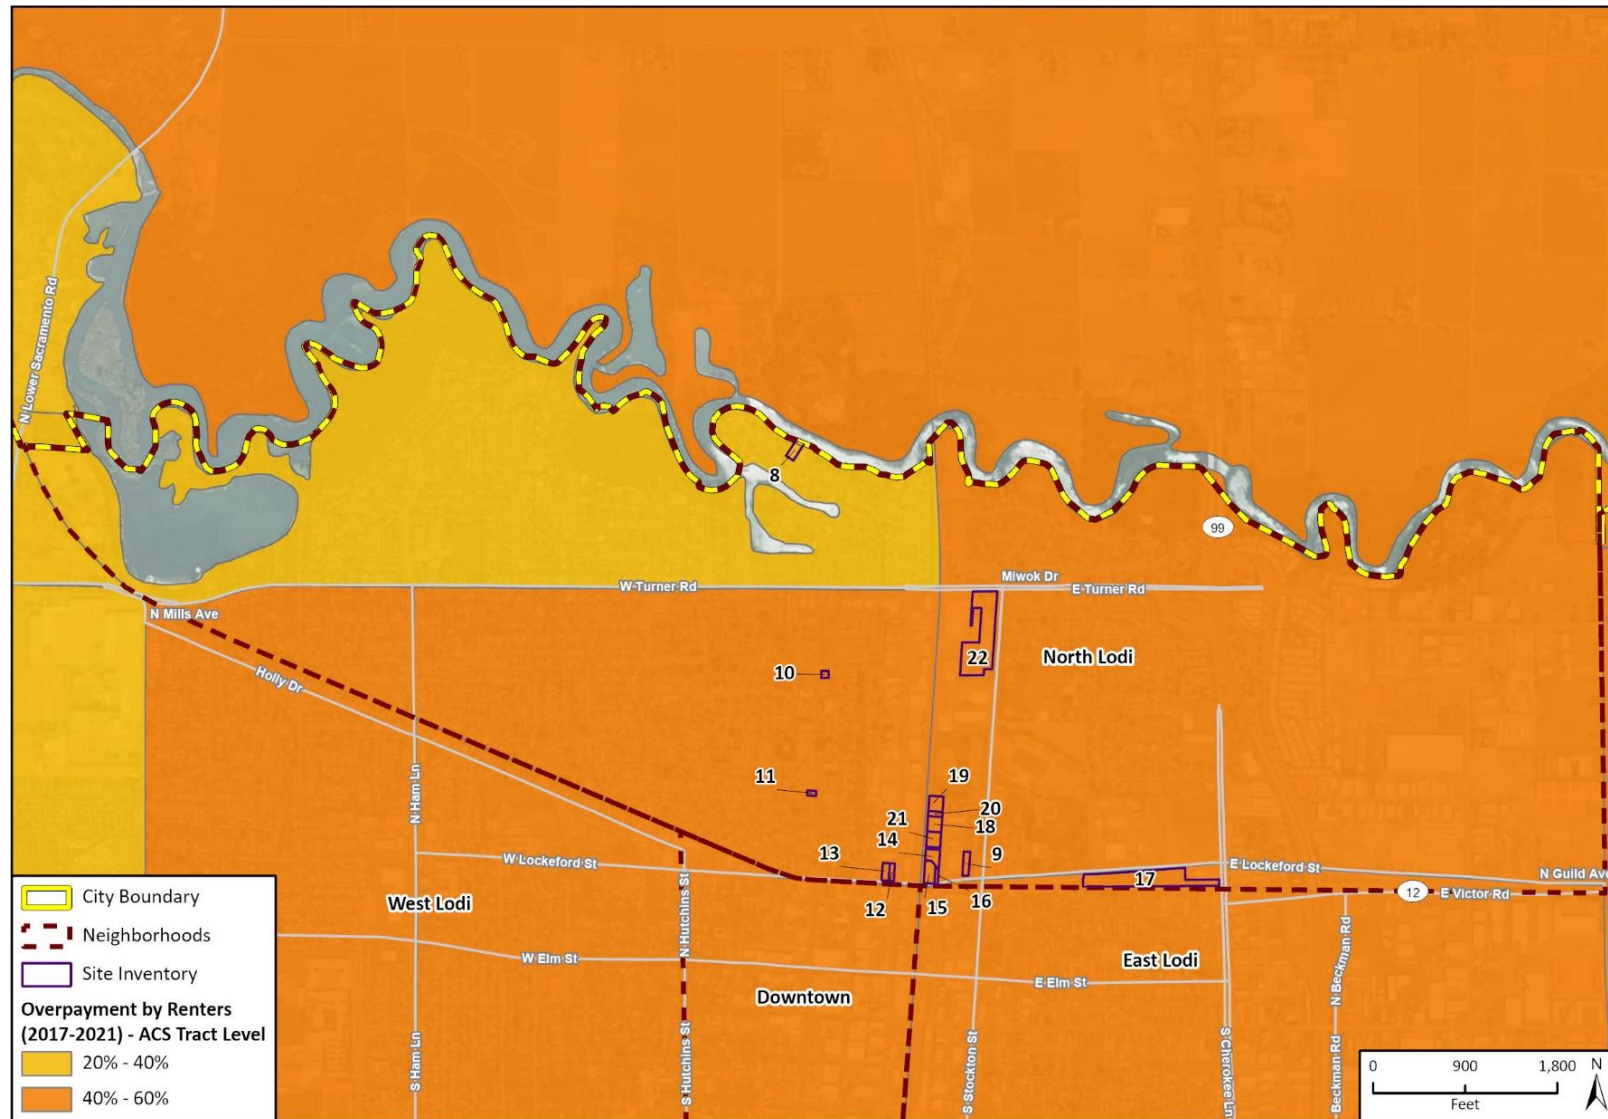 N Lower Sacramento Rd
8
99
W Turner Rd
Miwok Dr
E Turner Rd
N Mills Ave
Holly Dr
10
22
North Lodi
N Ham Ln
11
19
20
18
21
14
13
9
W Lockeford St
E Lockeford St
N Guild Ave
17
12
E Victor Rd
12
15
16
West Lodi
N Hutchins St
W Elm St
E Elm St
East Lodi
Downtown
N Beckman Rd
S Ham Ln
S Hutchins St
S Stockton St
S Cherokee Ln
Beckman Rd
City Boundary
Neighborhoods
Site Inventory
Overpayment by Renters
(2017-2021) - ACS Tract Level
20% - 40%
40% - 60%
0 900 1,800
Feet
N